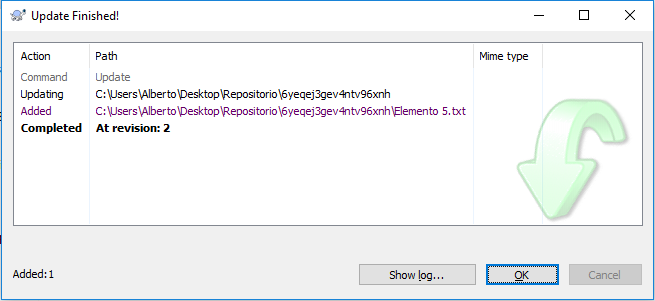 Update Finished!
Action Path Mime type
Command Update
Updating C:\Users\Alberto\Desktop\Repositorio\6yeqej3gev4ntv96xnh
Added C:\Users\Alberto\Desktop\Repositorio\6yeqej3gev4ntv96xnh\Elemento 5.txt
Completed At revision: 2
Added:1 Show log... OK Cancel